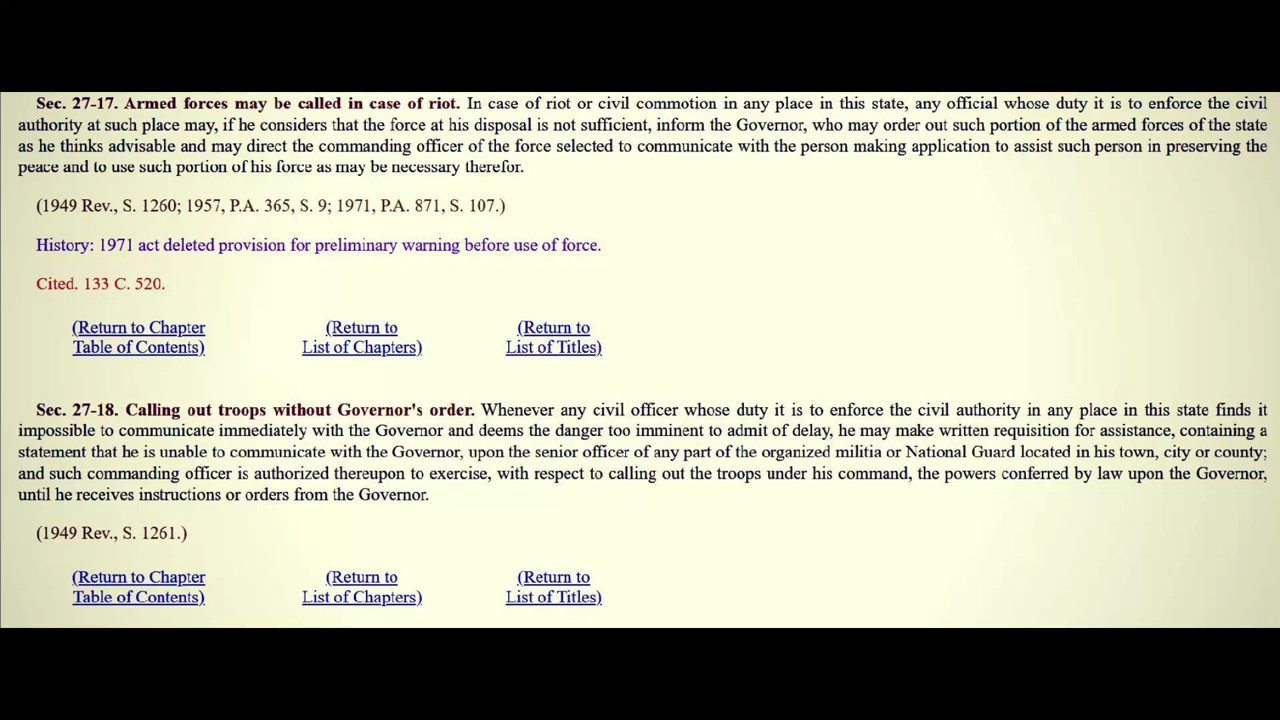 Sec. 27-17. Armed forces may be called in case of riot. In case of riot or civil commotion in any place in this state, any official whose duty it is to enforce the civil
authority at such place may, if he considers that the force at his disposal is not sufficient, inform the Governor, who may order out such portion of the armed forces of the state
as he thinks advisable and may direct the commanding officer of the force selected to communicate with the person making application to assist such person in preserving the
peace and to use such portion of his force as may be necessary therefor.
(1949 Rev., S. 1260; 1957, P.A. 365, S. 9; 1971, P.A. 871, S. 107.)
History: 1971 act deleted provision for preliminary warning before use of force.
Cited. 133 C. 520.
(Return to Chapter (Return to (Return to
Table of Contents) List of Chapters) List of Titles)
Sec. 27-18. Calling out troops without Governor's order. Whenever any civil officer whose duty it is to enforce the civil authority in any place in this state finds it
impossible to communicate immediately with the Governor and deems the danger too imminent to admit of delay, he may make written requisition for assistance, containing a
statement that he is unable to communicate with the Governor, upon the senior officer of any part of the organized militia or National Guard located in his town, city or county;
and such commanding officer is authorized thereupon to exercise, with respect to calling out the troops under his command, the powers conferred by law upon the Governor,
until he receives instructions or orders from the Governor.
(1949 Rev., S. 1261.)
(Return to Chapter (Return to (Return to
Table of Contents) List of Chapters) List of Titles)